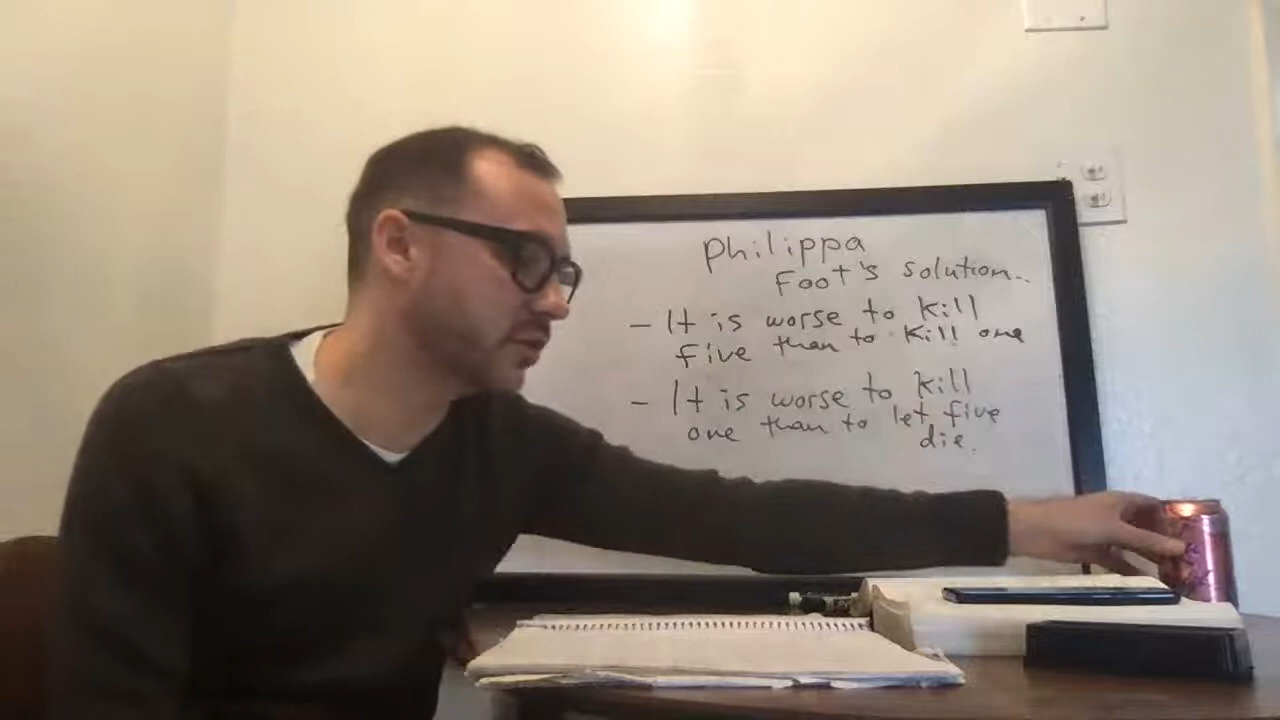 Philippa
Foot's solution..
- It is worse to kill
five than to kill one
- It is worse to kill
one than to let five
die.